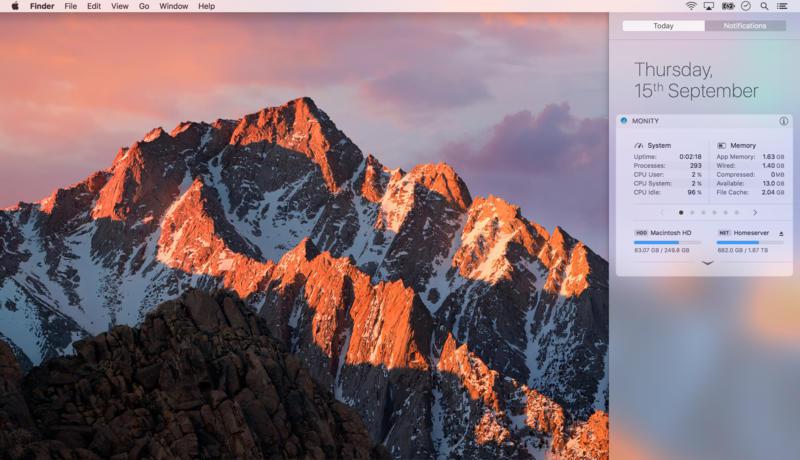 Finder File Edit View Go Window Help
Today Notifications
Thursday,
15th September
MONITY
System
Uptime: 0:02:18
Processes: 293
CPU User: 2 %
CPU System: 2 %
CPU Idle: 96 %
Memory
App Memory: 1.63 GB
Wired: 1.40 GB
Compressed: 0 MB
Available: 13.0 GB
File Cache: 2.04 GB
HDD Macintosh HD
83.07 GB / 249.8 GB
NET Homeserver
682.0 GB / 1.67 TB